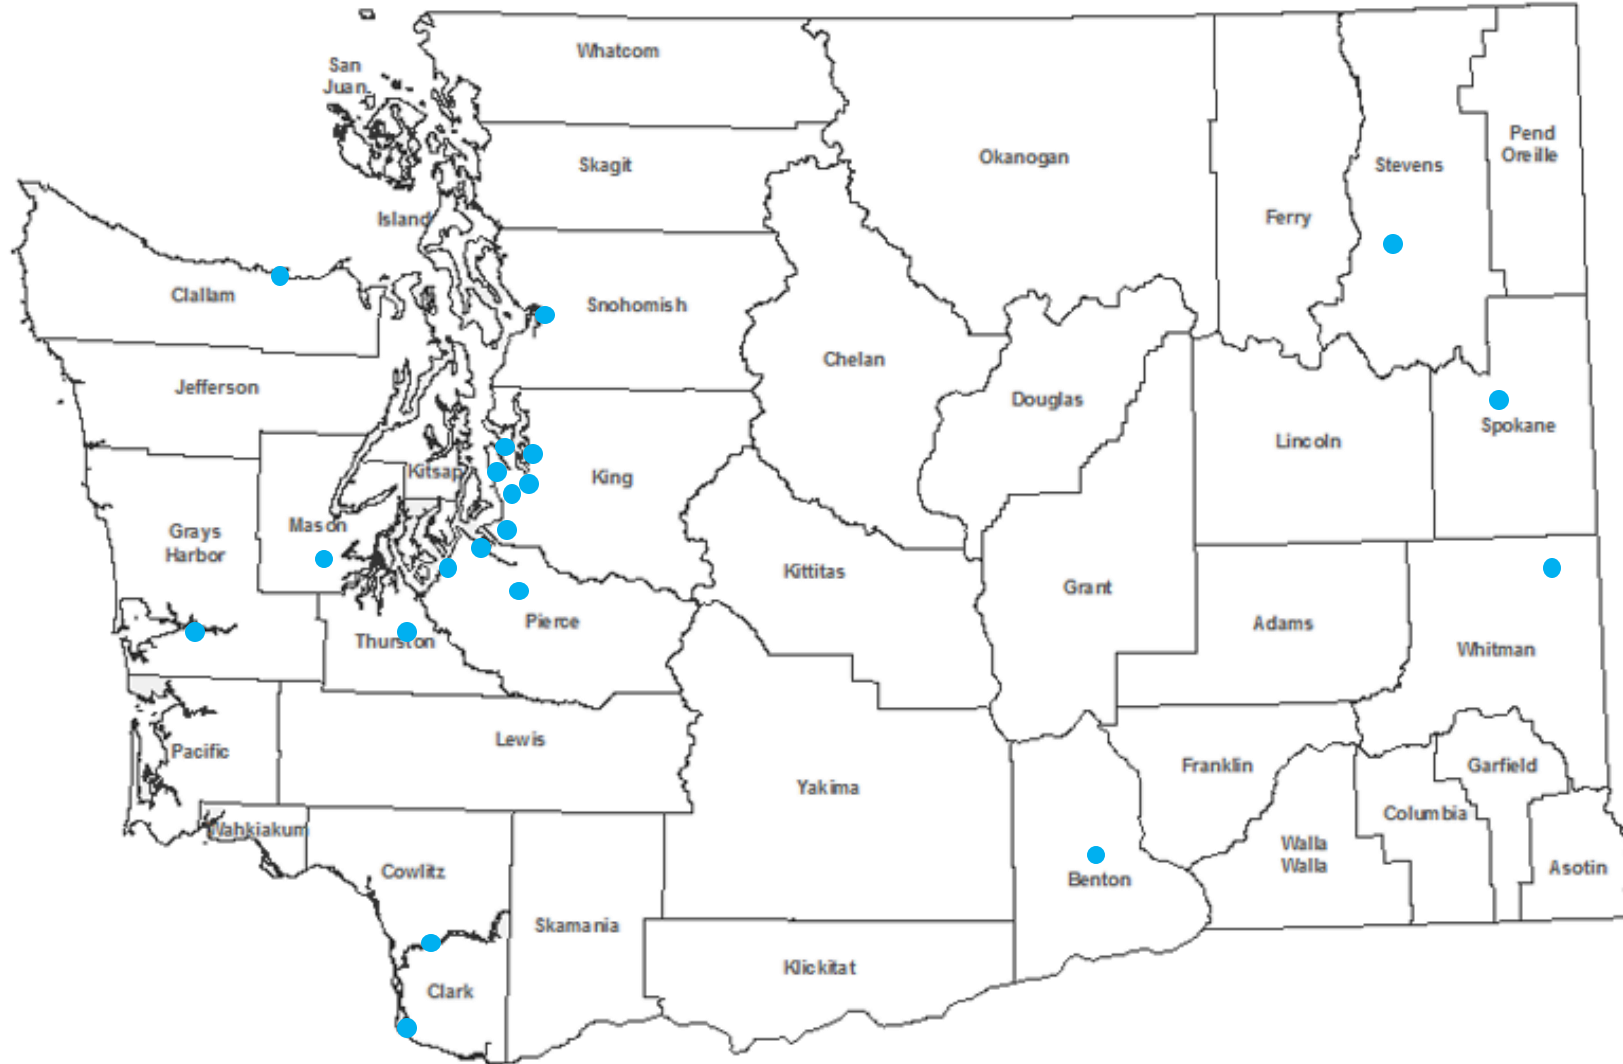 Whatcom
San
Juan
Skagit
Okanogan
Pend
Oreille
Stevens
Island
Ferry
Clallam
Snohomish
Chelan
Jefferson
Douglas
Spokane
Lincoln
Kitsap
King
Mason
Grays
Harbor
Kittitas
Grant
Pierce
Adams
Thurston
Whitman
Lewis
Pacific
Franklin
Garfield
Yakima
Columbia
Wahkiakum
Walla
Walla
Cowlitz
Benton
Asotin
Skamania
Klickitat
Clark